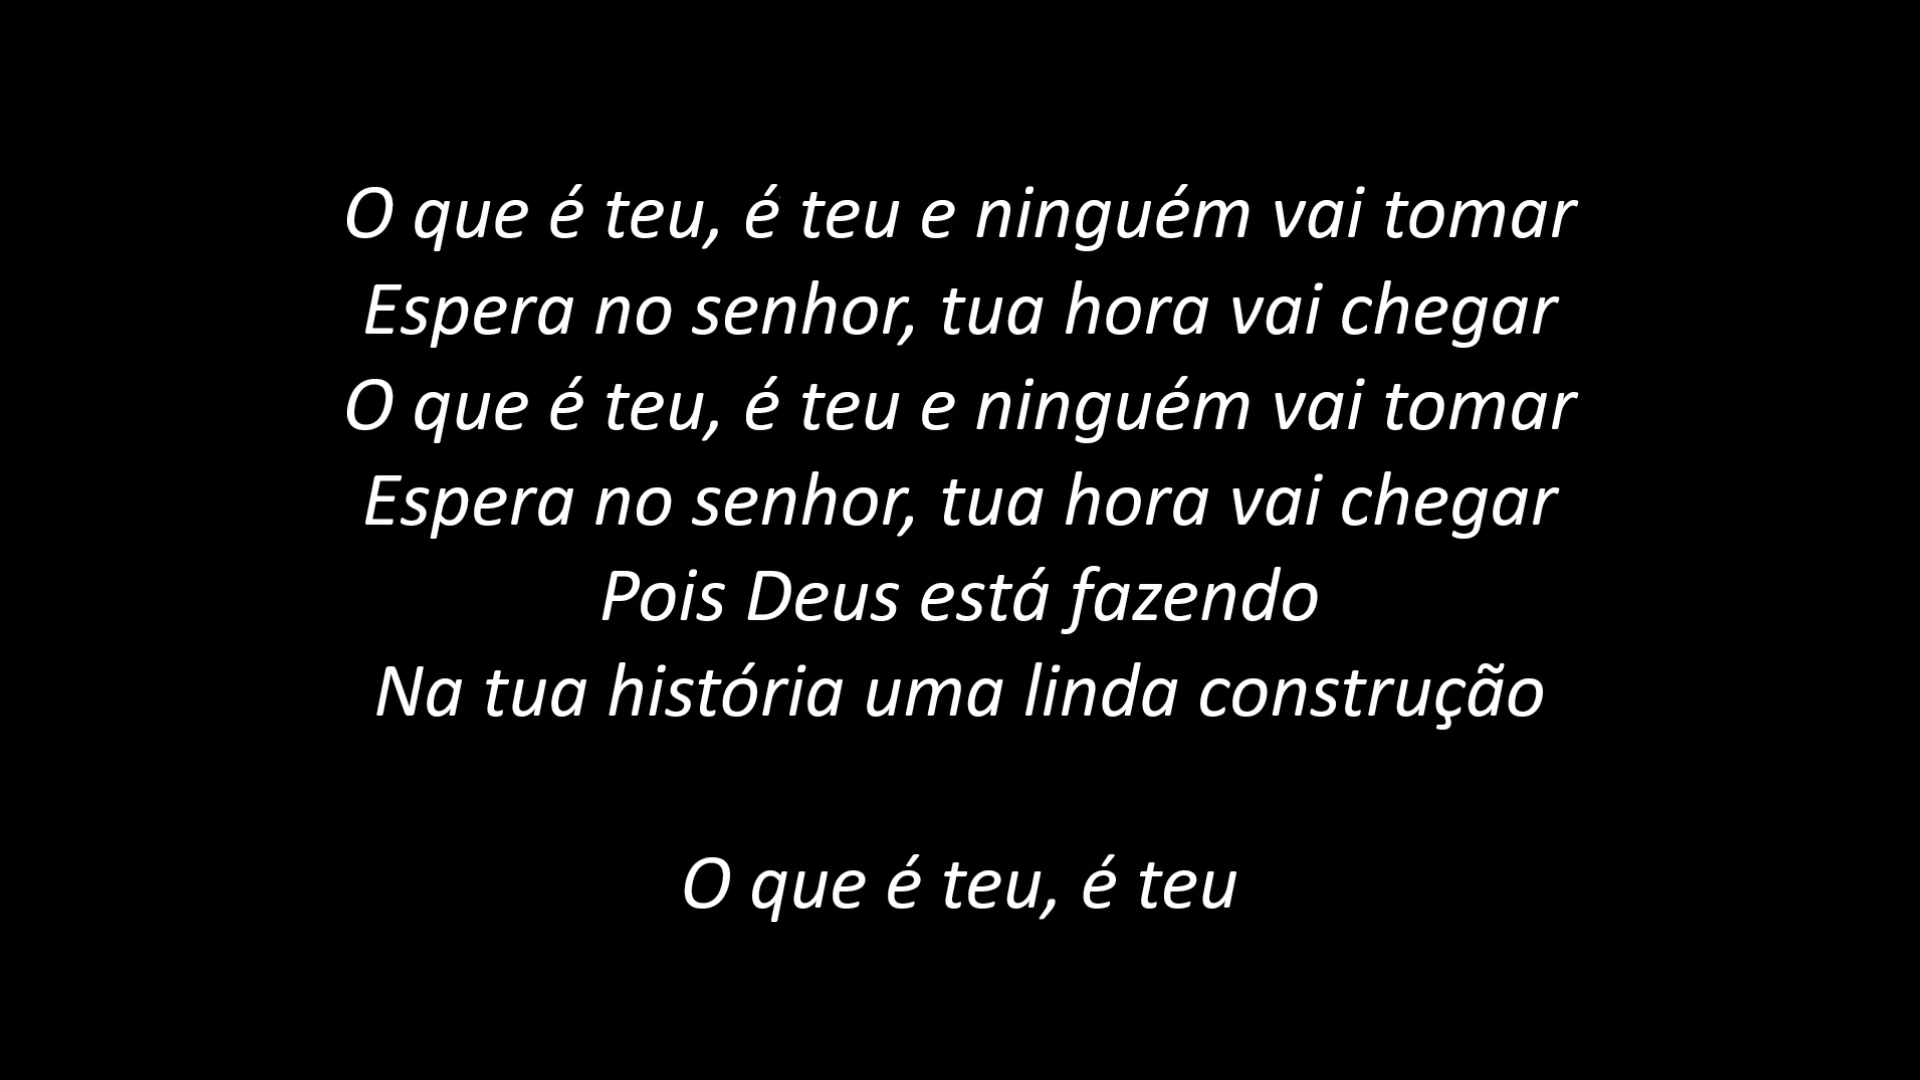 O que é teu, é teu e ninguém vai tomar
Espera no senhor, tua hora vai chegar
O que é teu, é teu e ninguém vai tomar
Espera no senhor, tua hora vai chegar
Pois Deus está fazendo
Na tua história uma linda construção
O que é teu, é teu